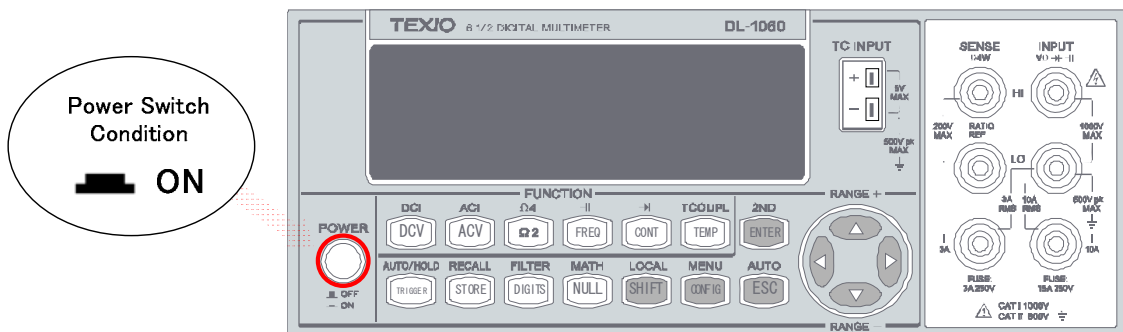 Power Switch
Condition
ON
TEXIO 6 1/2 DIGITAL MULTIMETER DL-1060
TC INPUT
+
−
5V
MAX
500V pk
MAX
SENSE
Ω4W
INPUT
HI
200V
MAX
RATIO
REF
1000V
MAX
LO
3A
RMS
10A
RMS
500V pk
MAX
3A
10A
FUSE:
3A 250V
FUSE:
15A 250V
CAT I 1000V
CAT II 600V
FUNCTION
DCI ACI Ω4 TCOUPL 2ND
DCV ACV Ω2 FREQ CONT TEMP ENTER
POWER
OFF
ON
AUTO/HOLD RECALL FILTER MATH LOCAL MENU AUTO
TRIGGER STORE DIGITS NULL SHIFT CONFIG ESC
RANGE +
RANGE −